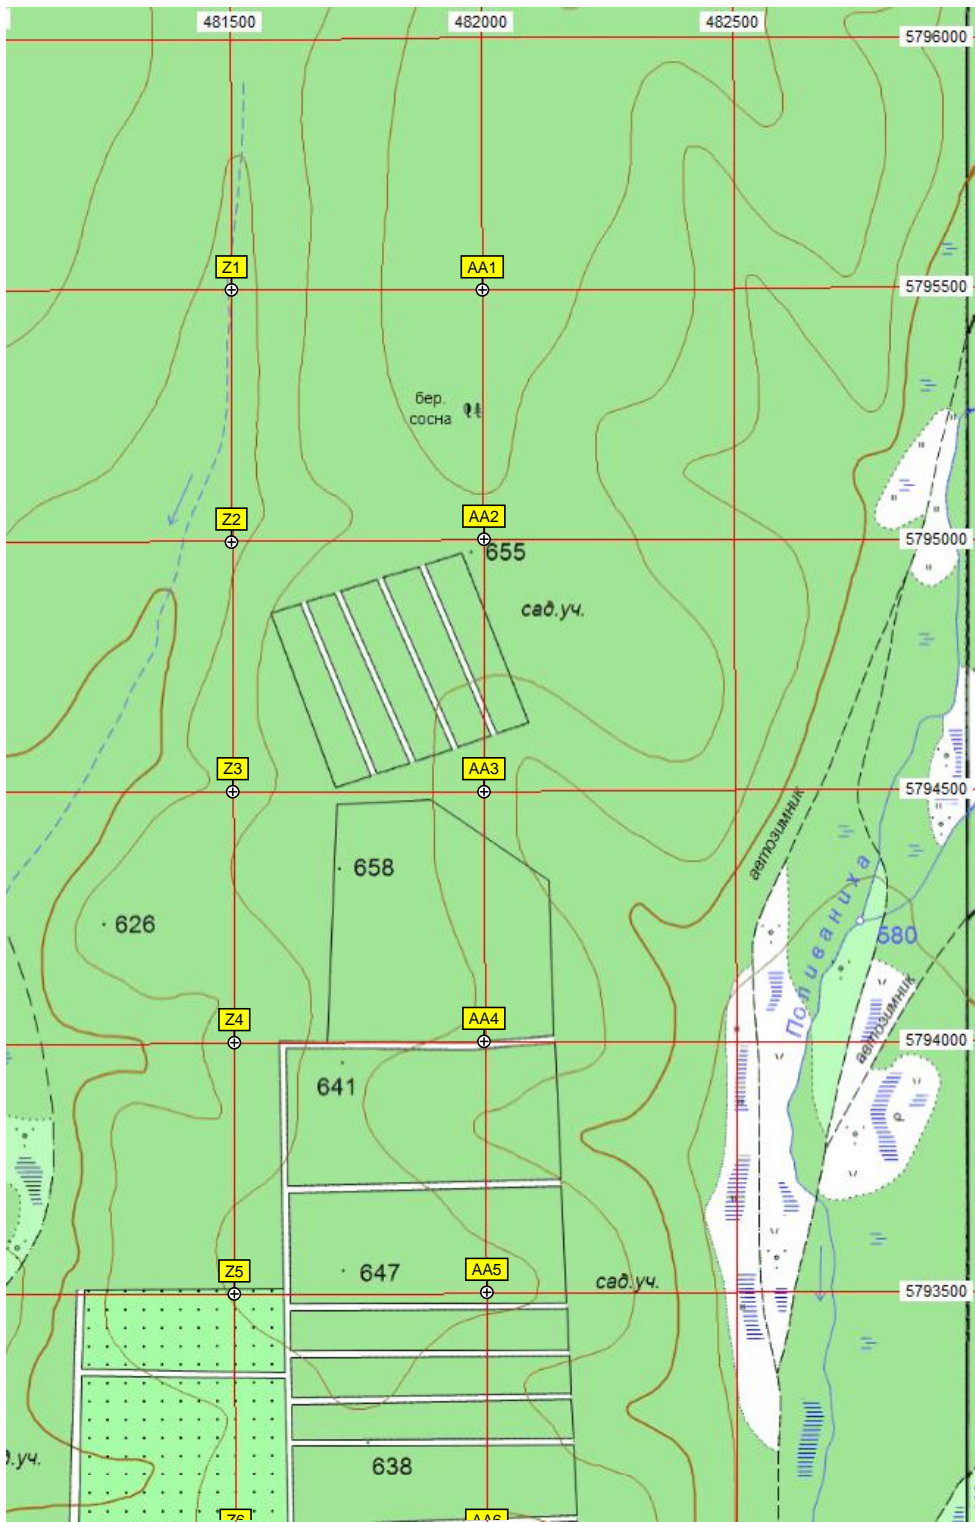 481500
482000
482500
5796000
Z1
AA1
5795500
бер.
сосна
Z2
AA2
5795000
655
сад.уч.
Z3
AA3
5794500
автозимник
658
Поливаниха
626
580
автозимник
Z4
AA4
5794000
641
647
Z5
AA5
сад.уч.
5793500
д.уч.
638
Z6
AA6